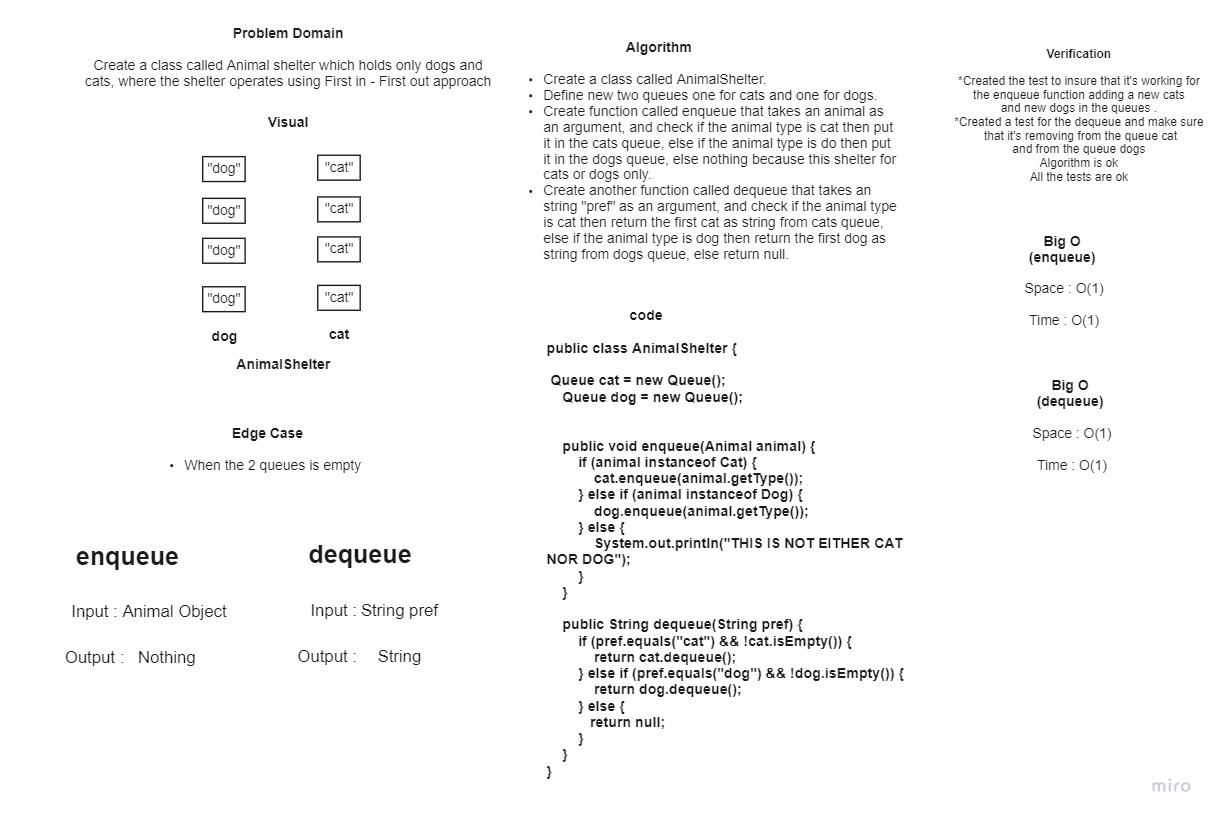 Problem Domain
Create a class called Animal shelter which holds only dogs and
cats, where the shelter operates using First in - First out approach
Visual
"dog" "cat"
"dog" "cat"
"dog" "cat"
"dog" "cat"
dog cat
AnimalShelter
Edge Case
• When the 2 queues is empty
enqueue
Input : Animal Object
Output : Nothing
dequeue
Input : String pref
Output : String
Algorithm
• Create a class called AnimalShelter.
• Define new two queues one for cats and one for dogs.
• Create function called enqueue that takes an animal as
an argument, and check if the animal type is cat then put
it in the cats queue, else if the animal type is do then put
it in the dogs queue, else nothing because this shelter for
cats or dogs only.
• Create another function called dequeue that takes an
string "pref" as an argument, and check if the animal type
is cat then return the first cat as string from cats queue,
else if the animal type is dog then return the first dog as
string from dogs queue, else return null.
code
public class AnimalShelter {
Queue cat = new Queue();
Queue dog = new Queue();
public void enqueue(Animal animal) {
if (animal instanceof Cat) {
cat.enqueue(animal.getType());
} else if (animal instanceof Dog) {
dog.enqueue(animal.getType());
} else {
System.out.println("THIS IS NOT EITHER CAT
NOR DOG");
}
}
public String dequeue(String pref) {
if (pref.equals("cat") && !cat.isEmpty()) {
return cat.dequeue();
} else if (pref.equals("dog") && !dog.isEmpty()) {
return dog.dequeue();
} else {
return null;
}
}
}
Verification
*Created the test to insure that it's working for
the enqueue function adding a new cats
and new dogs in the queues .
*Created a test for the dequeue and make sure
that it's removing from the queue cat
and from the queue dogs
Algorithm is ok
All the tests are ok
Big O
(enqueue)
Space : O(1)
Time : O(1)
Big O
(dequeue)
Space : O(1)
Time : O(1)
miro